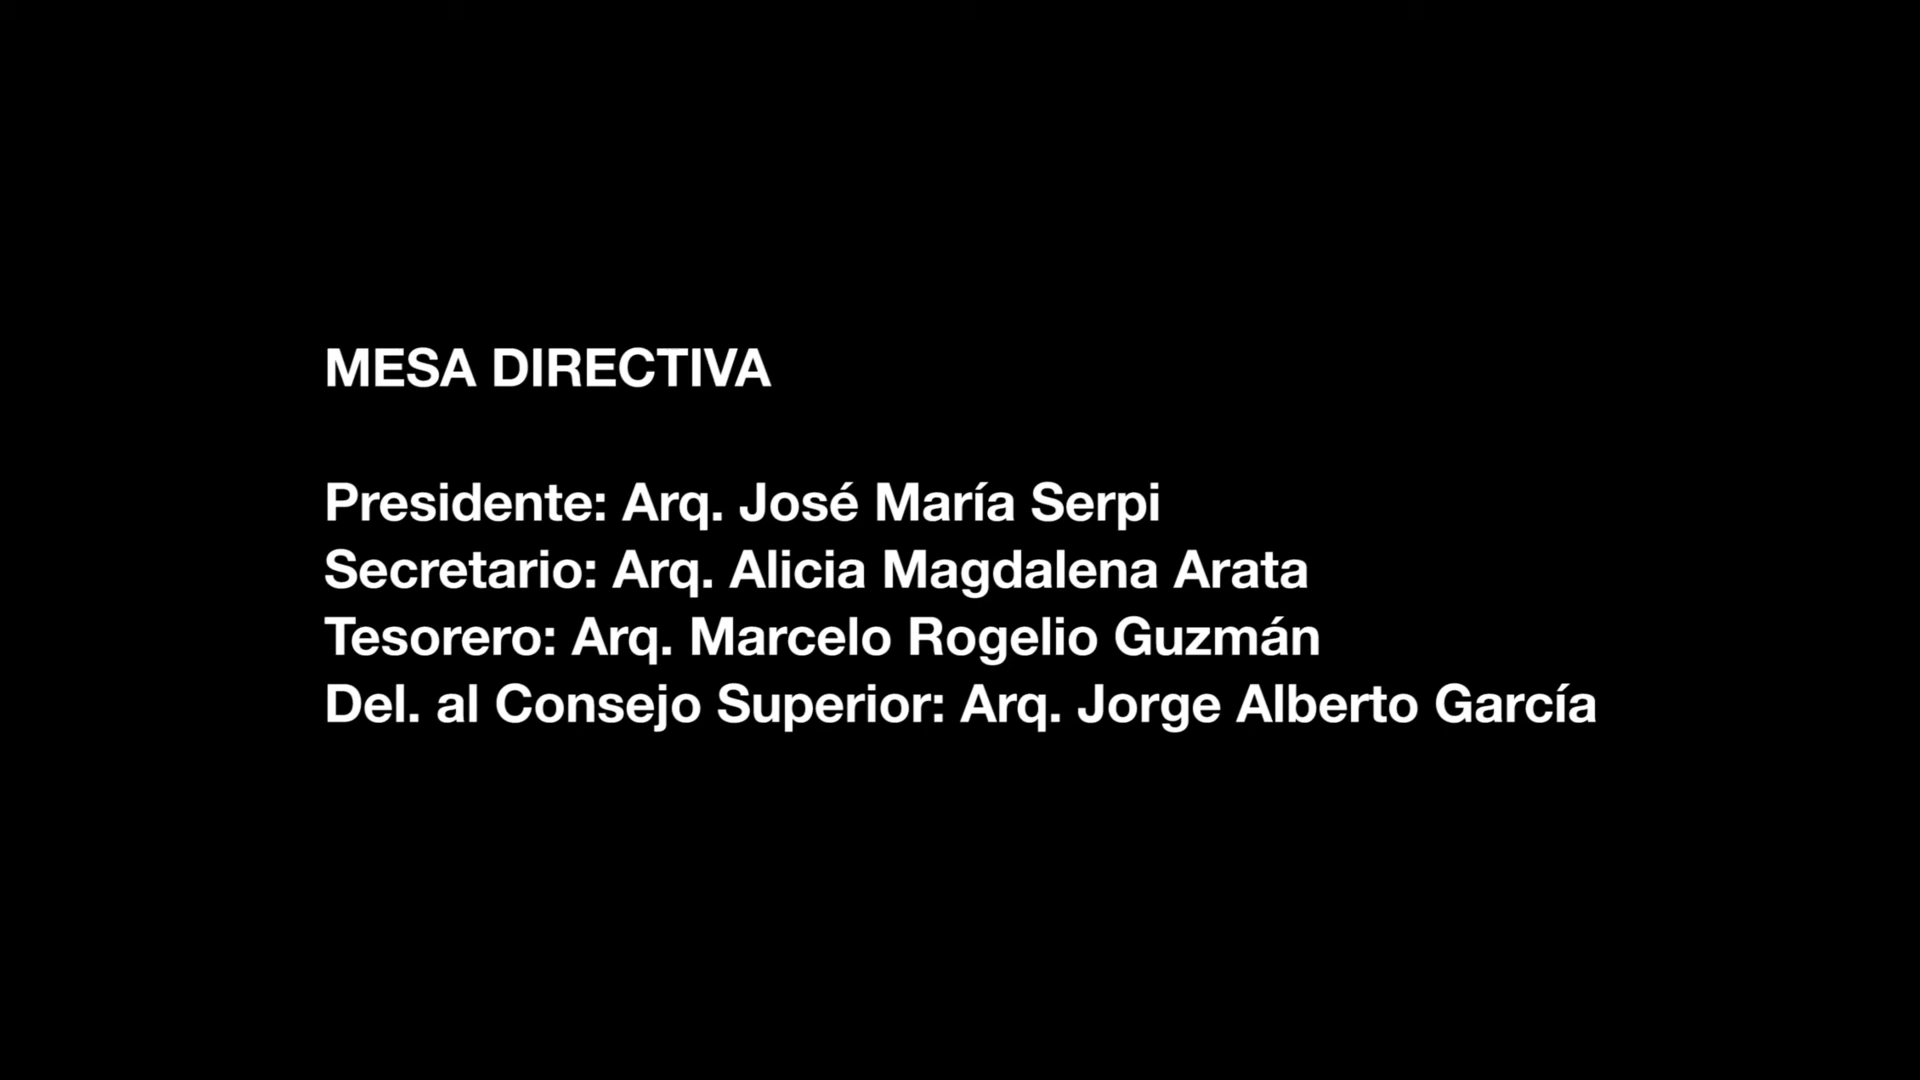 MESA DIRECTIVA
Presidente: Arq. José María Serpi
Secretario: Arq. Alicia Magdalena Arata
Tesorero: Arq. Marcelo Rogelio Guzmán
Del. al Consejo Superior: Arq. Jorge Alberto García